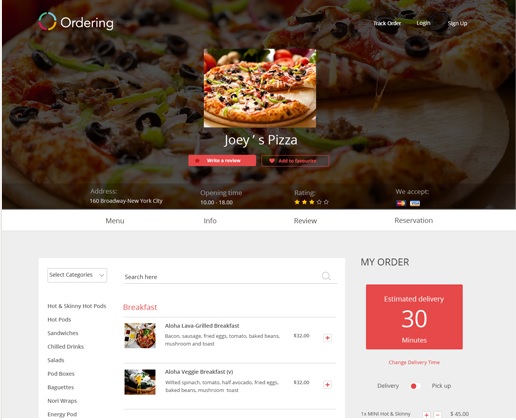 Ordering
Track Order Login Sign Up
Joey ' s Pizza
Write a review Add to favourite
Address: Opening time Rating: We accept:
160 Broadway-New York City 10.00 - 18.00
Menu Info Review Reservation
Select Categories
Search here
MY ORDER
Hot & Skinny Hot Pods
Hot Pods
Sandwiches
Chilled Drinks
Salads
Pod Boxes
Baguettes
Nori Wraps
Energy Pod
Breakfast
Aloha Lava-Grilled Breakfast
Bacon, sausage, fried eggs, tomato, baked beans,
mushroom and toast
$32.00
+
Aloha Veggie Breakfast (v)
Wilted spinach, tomato, half avocado, fried eggs,
baked beans, mushroom toast
$32.00
+
Estimated delivery
30
Minutes
Change Delivery Time
Delivery Pick up
1x MINI Hot & Skinny + - $ 45.00